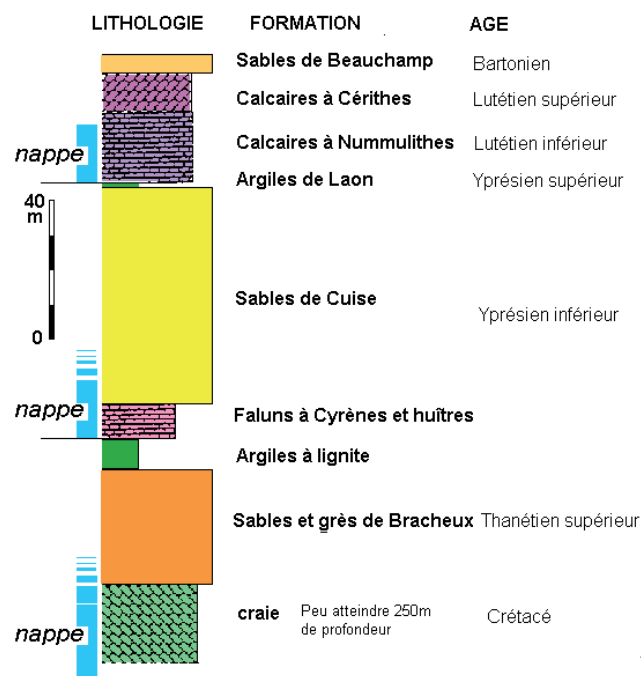 LITHOLOGIE FORMATION AGE
Sables de Beauchamp Bartonien
Calcaires à Cérithes Lutétien supérieur
nappe Calcaires à Nummulithes Lutétien inférieur
Argiles de Laon Yprésien supérieur
40
m
Sables de Cuise Yprésien inférieur
0
nappe Faluns à Cyrènes et huîtres
Argiles à lignite
Sables et grès de Bracheux Thanétien supérieur
craie Peu atteindre 250m Crétacé
de profondeur
nappe